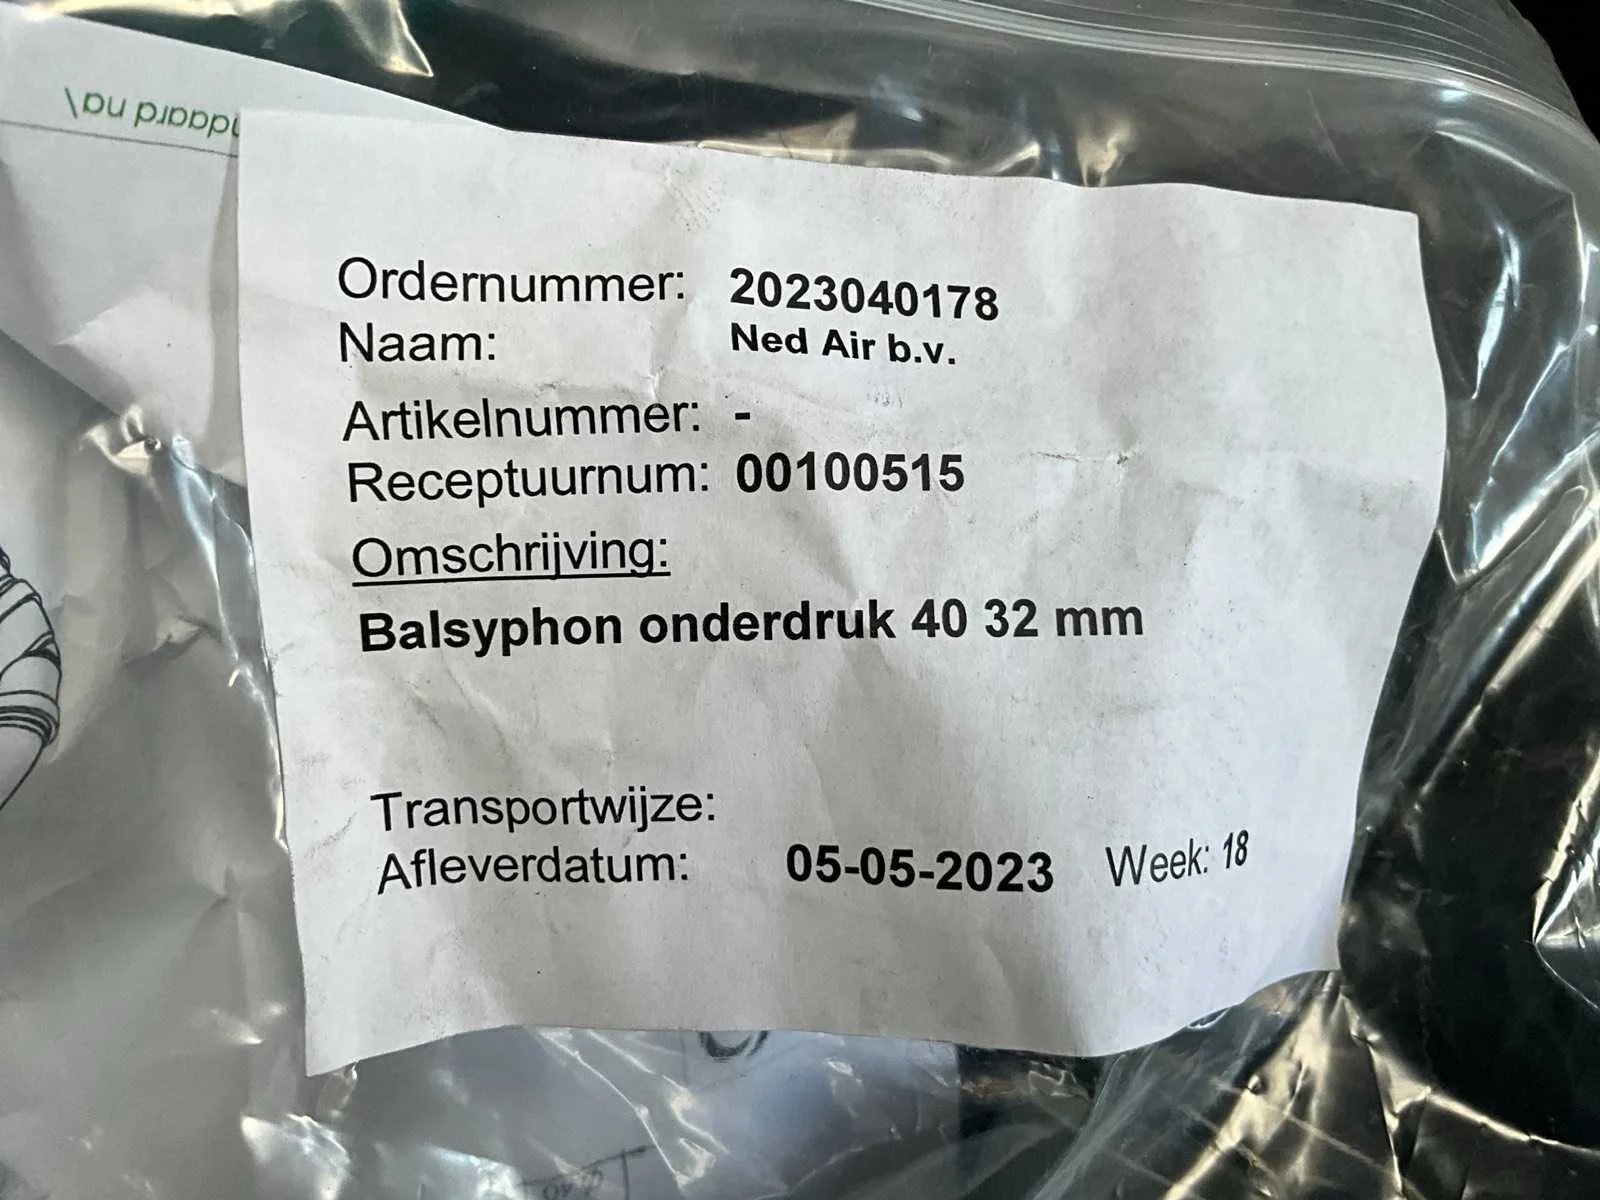 Ordernummer: 2023040178
Naam: Ned Air b.v.
Artikelnummer: -
Receptuurnum: 00100515
Omschrijving:
Balsyphon onderdruk 40 32 mm
Transportwijze:
Afleverdatum: 05-05-2023 Week: 18